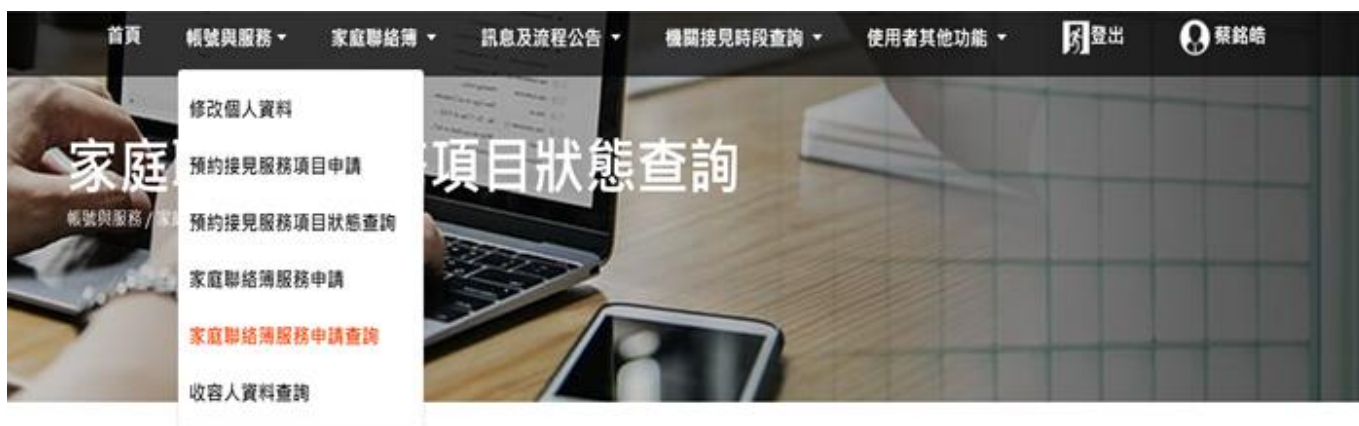 首頁 帳號與服務 家庭聯絡簿 訊息及流程公告 機關接見時段查詢 使用者其他功能 登出 蔡銘皓
修改個人資料
家庭 項目狀態查詢
預約接見服務項目申請
帳號與服務 / 家
預約接見服務項目狀態查詢
家庭聯絡簿服務申請
家庭聯絡簿服務申請查詢
收容人資料查詢